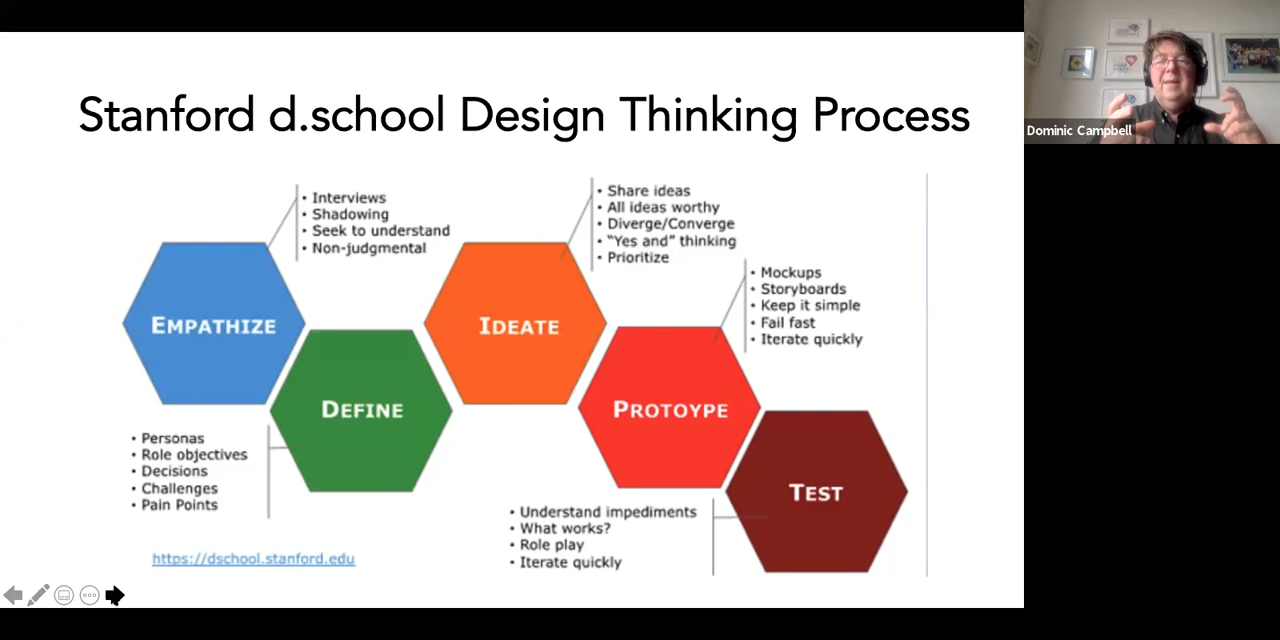 Stanford d.school Design Thinking Process
• Interviews
• Shadowing
• Seek to understand
• Non-judgmental
• Share ideas
• All ideas worthy
• Diverge/Converge
• “Yes and” thinking
• Prioritize
• Mockups
• Storyboards
• Keep it simple
• Fail fast
• Iterate quickly
EMPATHIZE
DEFINE
IDEATE
PROTOYPE
TEST
• Personas
• Role objectives
• Decisions
• Challenges
• Pain Points
• Understand impediments
• What works?
• Role play
• Iterate quickly
https://dschool.stanford.edu
Dominic Campbell